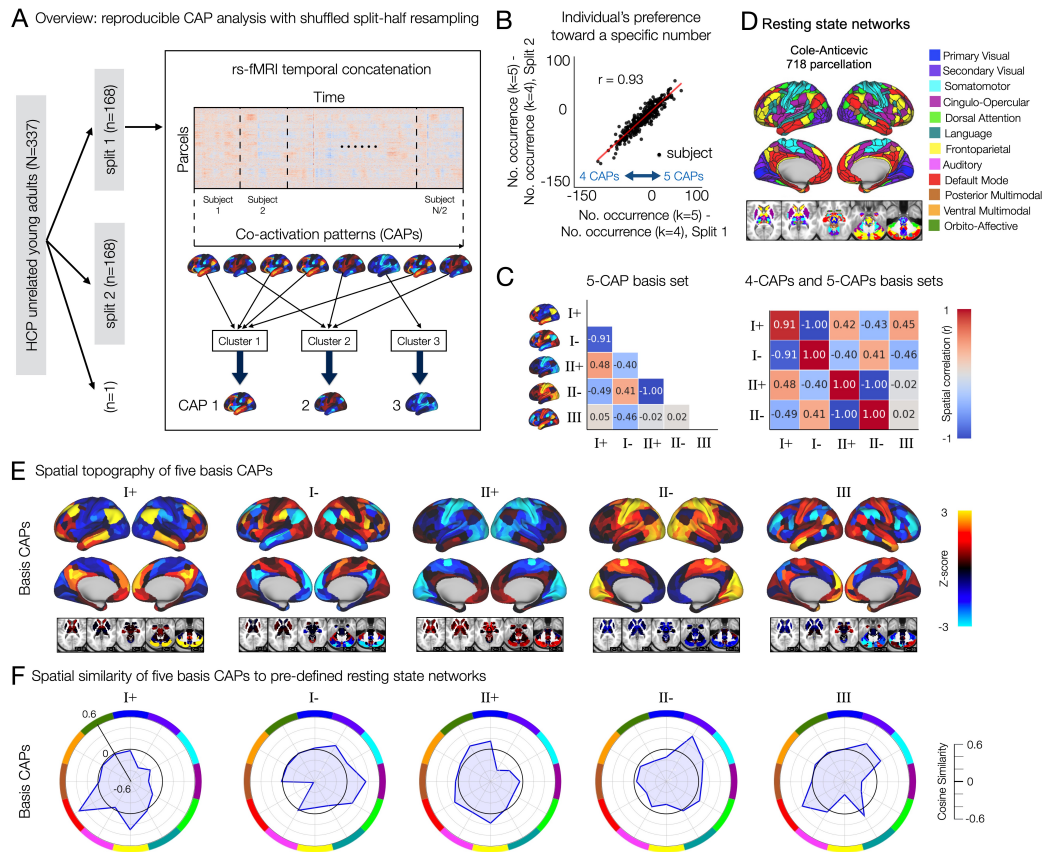 A Overview: reproducible CAP analysis with shuffled split-half resampling
HCP unrelated young adults (N=337)
split 1 (n=168)
split 2 (n=168)
(n=1)
rs-fMRI temporal concatenation
Time
Parcels
Subject 1
Subject 2
Subject N/2
Co-activation patterns (CAPs)
Cluster 1
Cluster 2
Cluster 3
CAP 1
2
3
B Individual's preference
toward a specific number
No. occurrence (k=5) -
No. occurrence (k=4), Split 2
100
0
-150
r = 0.93
subject
4 CAPs
5 CAPs
-150
0
100
No. occurrence (k=5) -
No. occurrence (k=4), Split 1
C
5-CAP basis set
I+
I- -0.91
II+ 0.48 -0.40
II- -0.49 0.41 -1.00
III 0.05 -0.46 -0.02 0.02
I+ I- II+ II- III
4-CAPs and 5-CAPs basis sets
I+ 0.91 -1.00 0.42 -0.43 0.45
I- -0.91 1.00 -0.40 0.41 -0.46
II+ 0.48 -0.40 1.00 -1.00 -0.02
II- -0.49 0.41 -1.00 1.00 0.02
I+ I- II+ II- III
1
Spatial correlation (r)
-1
D Resting state networks
Cole-Anticevic
718 parcellation
Primary Visual
Secondary Visual
Somatomotor
Cingulo-Opercular
Dorsal Attention
Language
Frontoparietal
Auditory
Default Mode
Posterior Multimodal
Ventral Multimodal
Orbito-Affective
E Spatial topography of five basis CAPs
Basis CAPs
I+ I- II+ II- III
3
Z-score
-3
F Spatial similarity of five basis CAPs to pre-defined resting state networks
Basis CAPs
I+ I- II+ II- III
0.6
0
-0.6
0.6
0
-0.6
Cosine Similarity